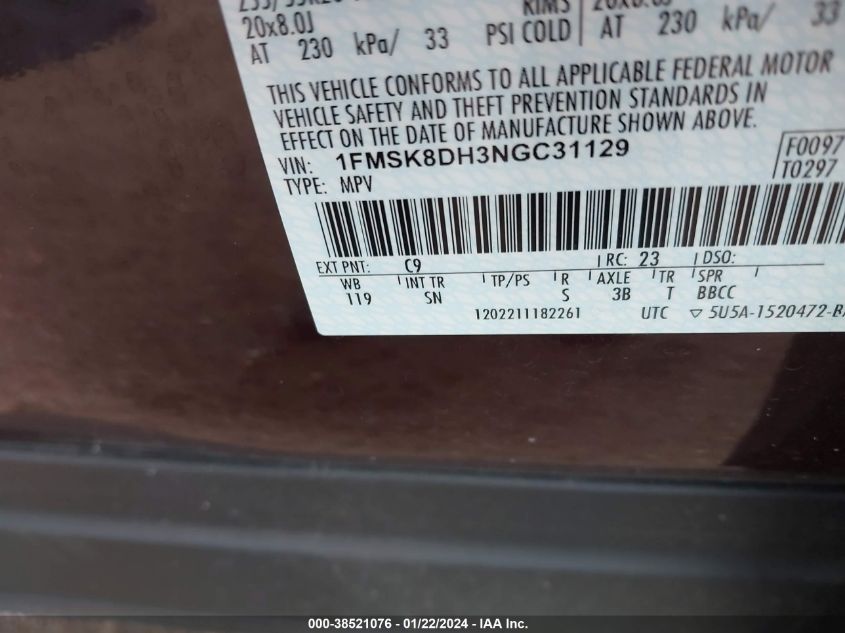 20x8.0J RIMS
AT 230 kPa/ 33 PSI COLD AT 230 kPa/ 33
THIS VEHICLE CONFORMS TO ALL APPLICABLE FEDERAL MOTOR
VEHICLE SAFETY AND THEFT PREVENTION STANDARDS IN
EFFECT ON THE DATE OF MANUFACTURE SHOWN ABOVE.
VIN: 1FMSK8DH3NGC31129 F0097
TYPE: MPV T0297
EXT PNT: C9 RC: 23 DSO:
WB INT TR TP/PS R AXLE TR SPR
119 SN S 3B T BBCC
1202211182261 UTC ▽ 5U5A-1520472-
000-38521076 - 01/22/2024 - IAA Inc.